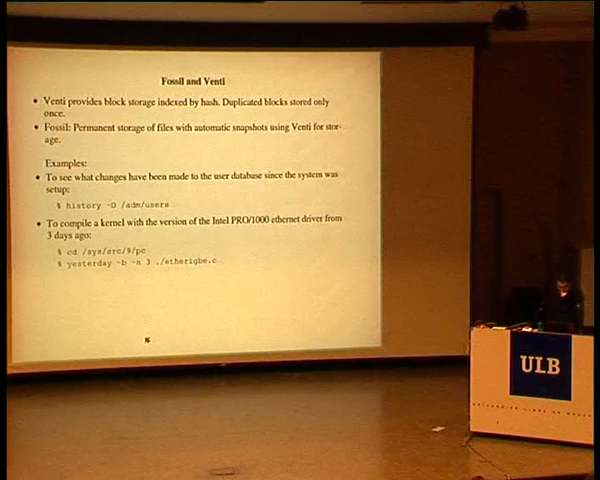 Fossil and Venti
• Venti provides block storage indexed by hash. Duplicated blocks stored only
once.
• Fossil: Permanent storage of files with automatic snapshots using Venti for stor-
age.
Examples:
• To see what changes have been made to the user database since the system was
setup:
% history -D /adm/users
• To compile a kernel with the version of the Intel PRO/1000 ethernet driver from
3 days ago:
% cd /sys/src/9/pc
% yesterday -b -n 3 ./etherigbe.c
ULB